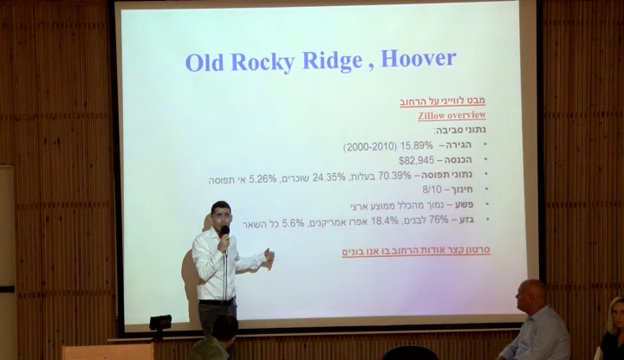 Old Rocky Ridge , Hoover
מבט לווייני על הרחוב
Zillow overview
נתוני סביבה:
• הגירה – 15.89% (2000-2010)
• הכנסה – $82,945
• נתוני תפוסה – 70.39% בעלות, 24.35% שוכרים, 5.26% אי תפוסה
• חינוך – 8/10
• פשע – נמוך מהכלל ממוצע ארצי
• גזע – 76% לבנים, 18.4% אפרו אמריקנים, 5.6% כל השאר
סרטון קצר אודות הרחוב בו אנו בונים